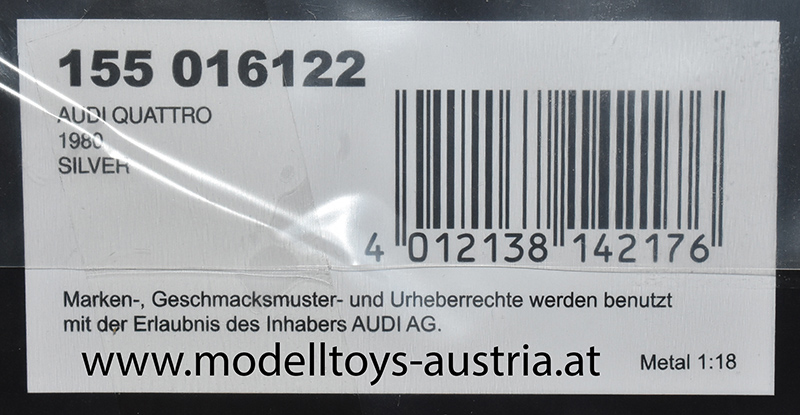 155 016122
AUDI QUATTRO
1980
SILVER
4 012138 142176
Marken-, Geschmacksmuster- und Urheberrechte werden benutzt
mit der Erlaubnis des Inhabers AUDI AG.
www.modelltoys-austria.at
Metal 1:18